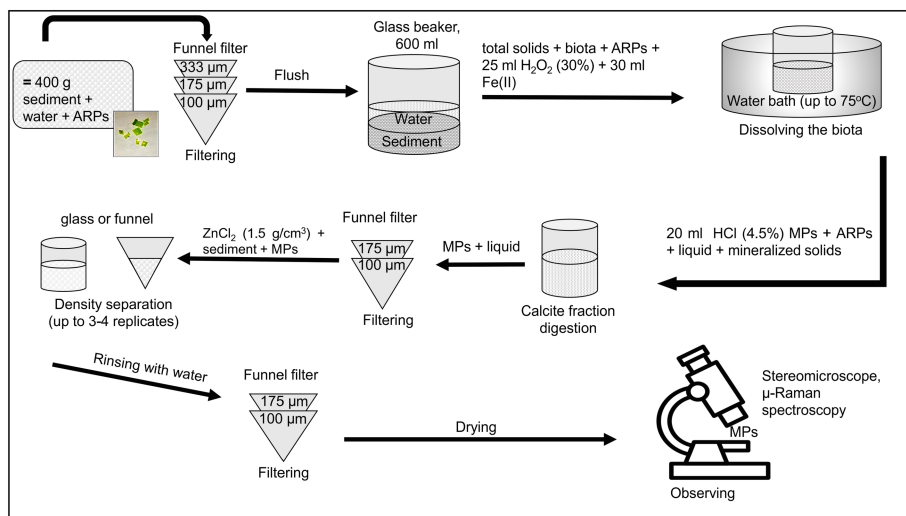 = 400 g
sediment +
water + ARPs
Funnel filter
333 µm
175 µm
100 µm
Filtering
Flush
Glass beaker,
600 ml
Water
Sediment
total solids + biota + ARPs +
25 ml H₂O₂ (30%) + 30 ml
Fe(II)
Water bath (up to 75°C)
Dissolving the biota
20 ml HCl (4.5%) MPs + ARPs
+ liquid + mineralized solids
Calcite fraction
digestion
MPs + liquid
Funnel filter
175 µm
100 µm
Filtering
ZnCl₂ (1.5 g/cm³) +
sediment + MPs
glass or funnel
Density separation
(up to 3-4 replicates)
Rinsing with water
Funnel filter
175 µm
100 µm
Filtering
Drying
Stereomicroscope,
µ-Raman
spectroscopy
MPs
Observing